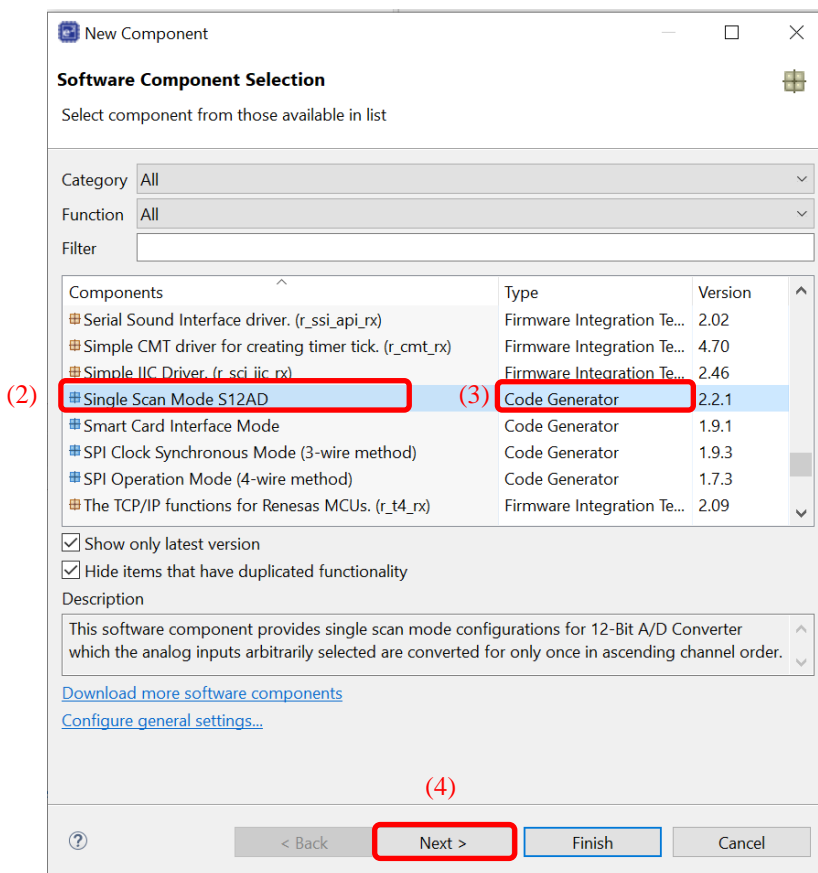 New Component
Software Component Selection
Select component from those available in list
Category All
Function All
Filter
Components Type Version
Serial Sound Interface driver. (r_ssi_api_rx) Firmware Integration Te... 2.02
Simple CMT driver for creating timer tick. (r_cmt_rx) Firmware Integration Te... 4.70
Simple IIC Driver. (r_sci_iic_rx) Firmware Integration Te... 2.46
(2) Single Scan Mode S12AD (3) Code Generator 2.2.1
Smart Card Interface Mode Code Generator 1.9.1
SPI Clock Synchronous Mode (3-wire method) Code Generator 1.9.3
SPI Operation Mode (4-wire method) Code Generator 1.7.3
The TCP/IP functions for Renesas MCUs. (r_t4_rx) Firmware Integration Te... 2.09
Show only latest version
Hide items that have duplicated functionality
Description
This software component provides single scan mode configurations for 12-Bit A/D Converter
which the analog inputs arbitrarily selected are converted for only once in ascending channel order.
Download more software components
Configure general settings...
(4)
? < Back Next > Finish Cancel